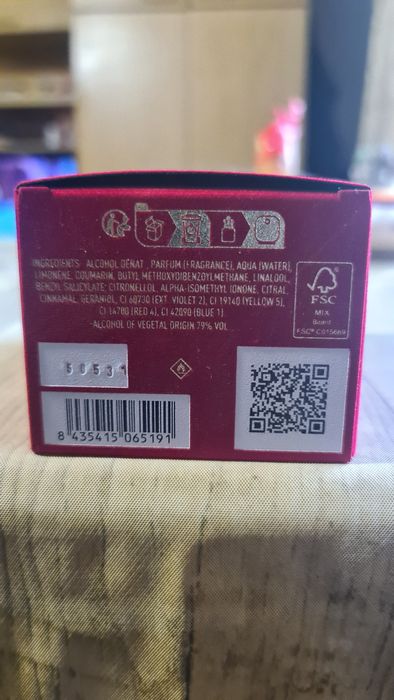 INGREDIENTS: ALCOHOL DENAT., PARFUM (FRAGRANCE), AQUA (WATER),
LIMONENE, COUMARIN, BUTYL METHOXYDIBENZOYLMETHANE, LINALOOL,
BENZYL SALICYLATE, CITRONELLOL, ALPHA-ISOMETHYL IONONE, CITRAL,
CINNAMAL, GERANIOL, CI 60730 (EXT. VIOLET 2), CI 19140 (YELLOW 5),
CI 14700 (RED 4), CI 42090 (BLUE 1).
ALCOHOL OF VEGETAL ORIGIN 79% VOL
FSC
MIX
Board
FSC® C015669
50531
8 435415 065191